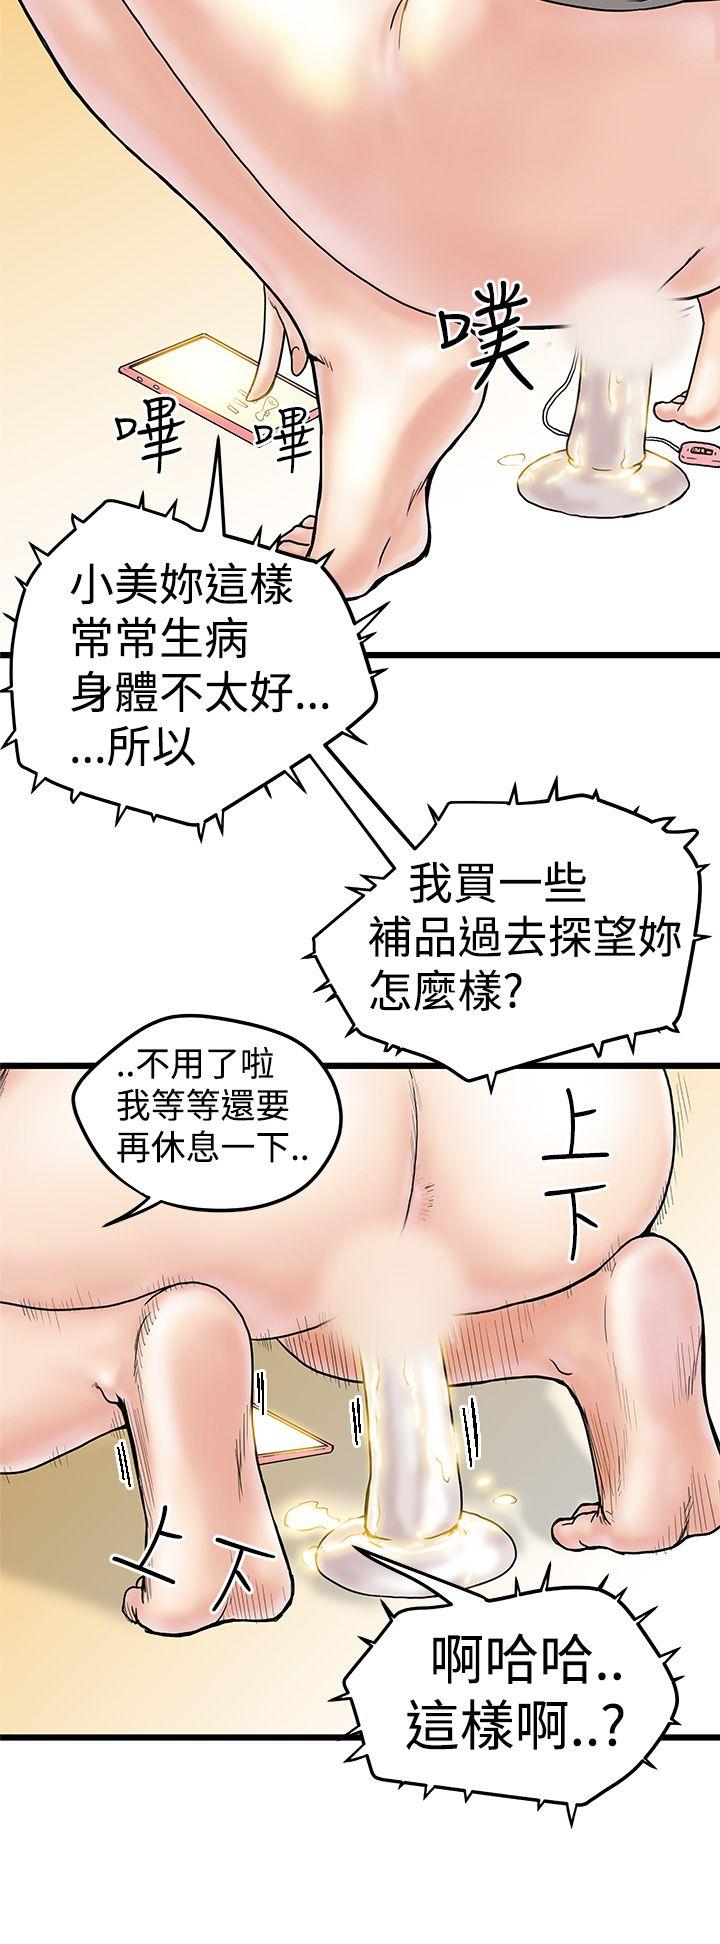 噗
嗶
嗶
小美妳這樣
常常生病
身體不太好...
...所以
我買一些
補品過去探望妳
怎麼樣?
..不用了啦
我等等還要
再休息一下..
上
下
上
下
啊哈哈..
這樣啊..?